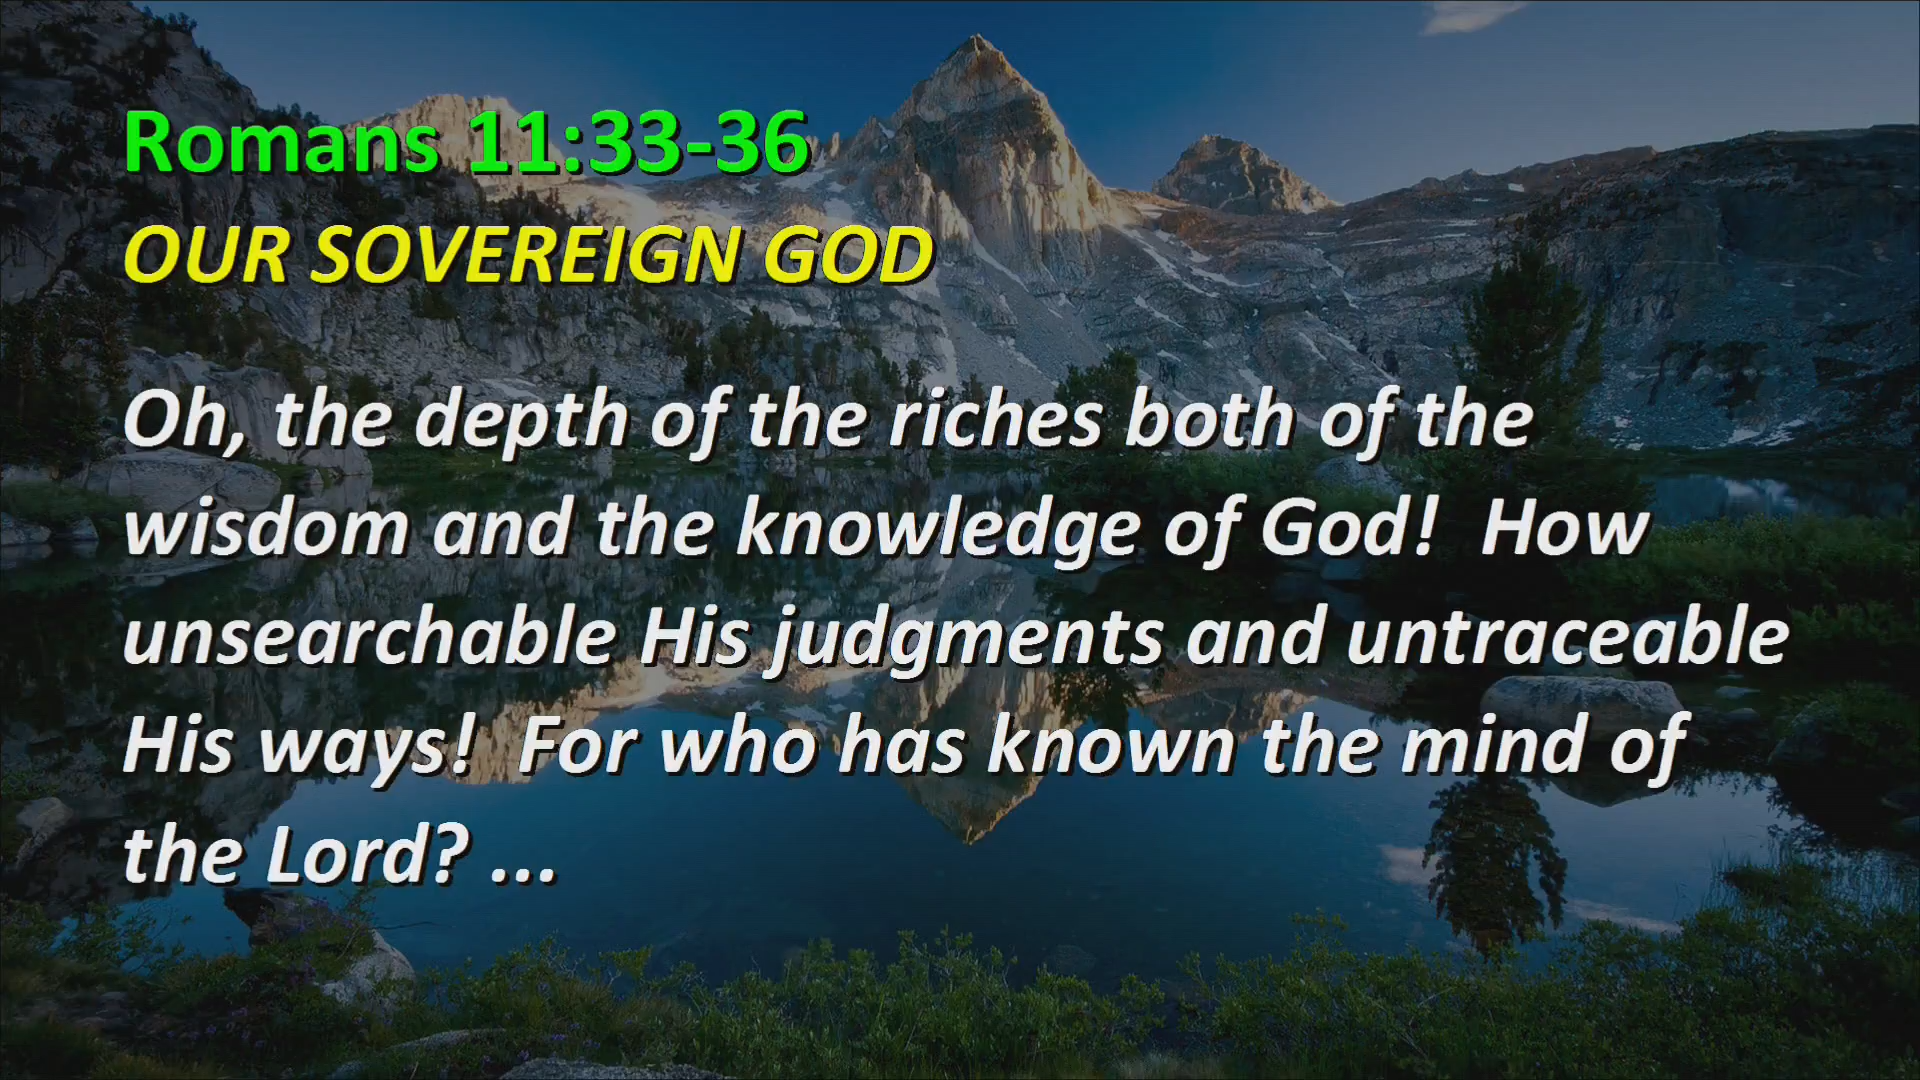 Romans 11:33-36
OUR SOVEREIGN GOD
Oh, the depth of the riches both of the
wisdom and the knowledge of God!  How
unsearchable His judgments and untraceable
His ways!  For who has known the mind of
the Lord? ...